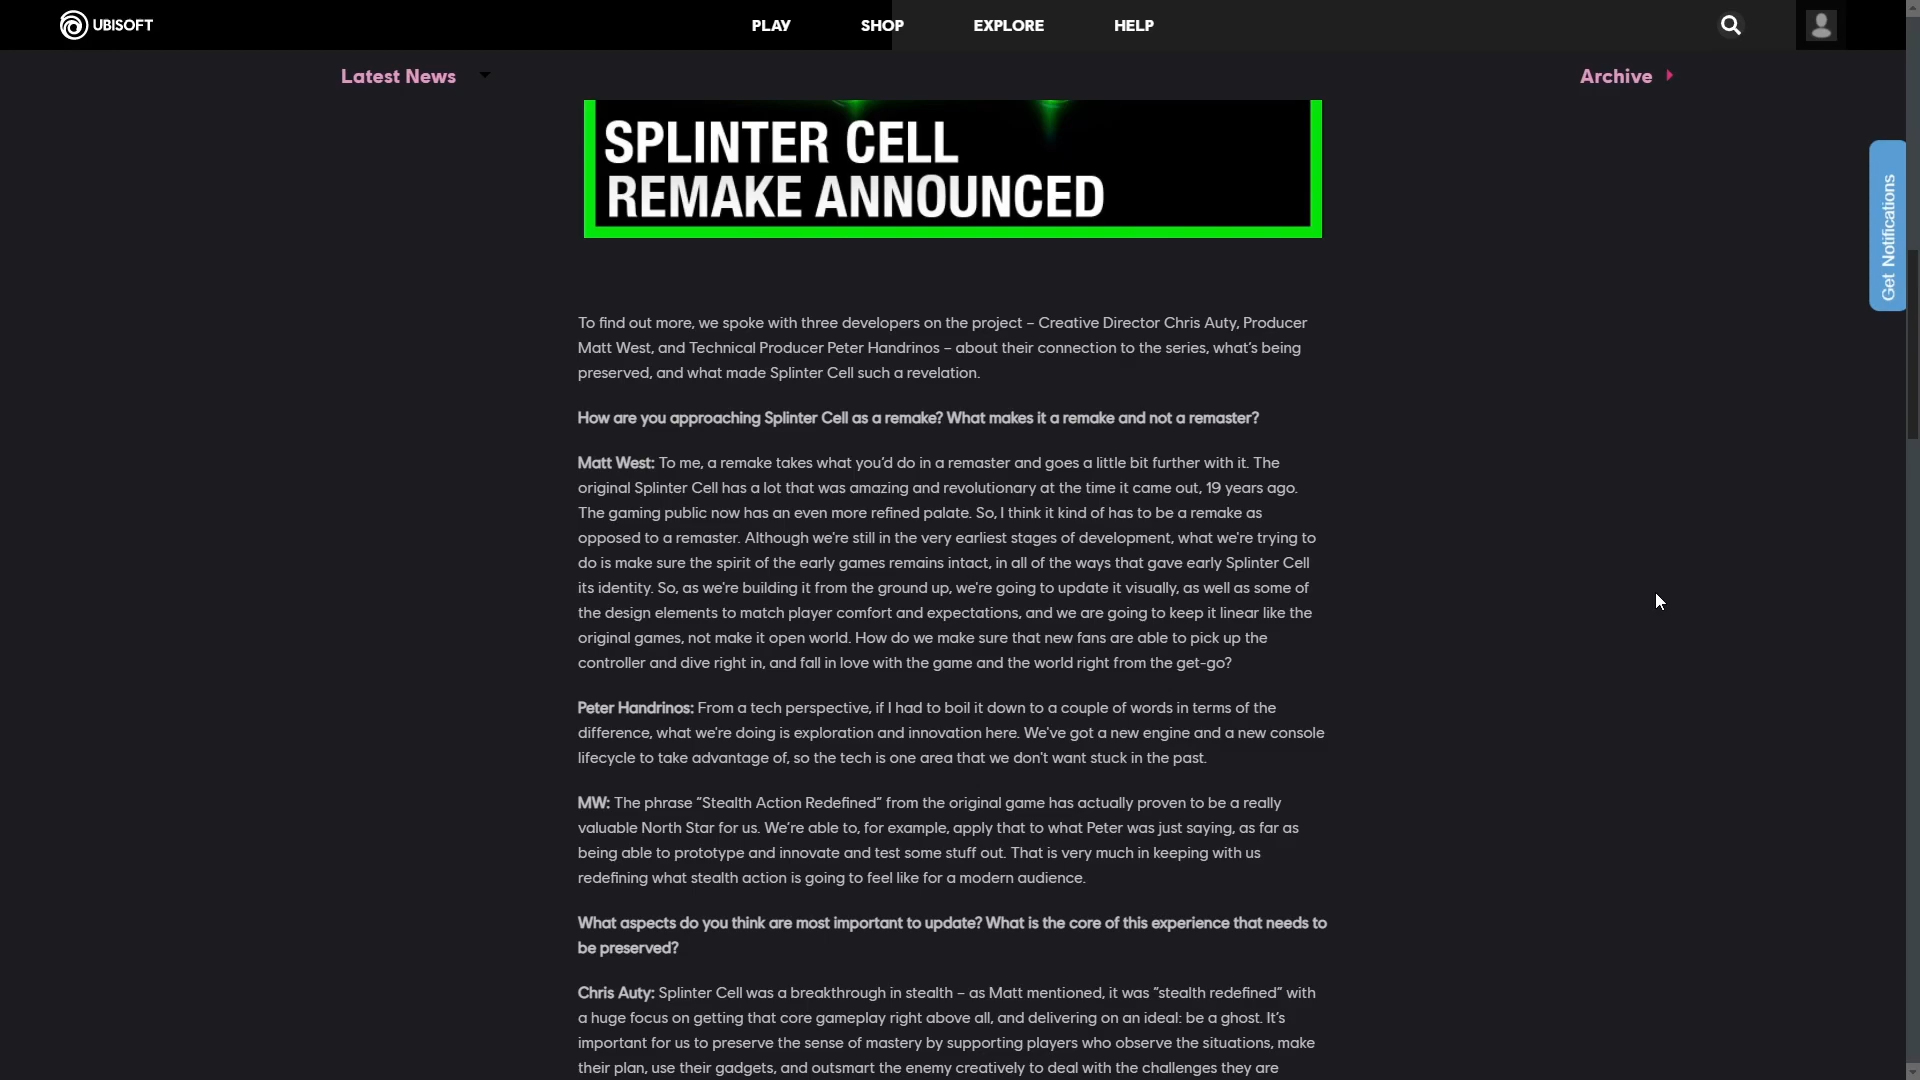 UBISOFT
PLAY
SHOP
EXPLORE
HELP
Latest News
Archive
SPLINTER CELL
REMAKE ANNOUNCED
Get Notifications
To find out more, we spoke with three developers on the project – Creative Director Chris Auty, Producer
Matt West, and Technical Producer Peter Handrinos – about their connection to the series, what's being
preserved, and what made Splinter Cell such a revelation.
How are you approaching Splinter Cell as a remake? What makes it a remake and not a remaster?
Matt West: To me, a remake takes what you'd do in a remaster and goes a little bit further with it. The
original Splinter Cell has a lot that was amazing and revolutionary at the time it came out, 19 years ago.
The gaming public now has an even more refined palate. So, I think it kind of has to be a remake as
opposed to a remaster. Although we're still in the very earliest stages of development, what we're trying to
do is make sure the spirit of the early games remains intact, in all of the ways that gave early Splinter Cell
its identity. So, as we're building it from the ground up, we're going to update it visually, as well as some of
the design elements to match player comfort and expectations, and we are going to keep it linear like the
original games, not make it open world. How do we make sure that new fans are able to pick up the
controller and dive right in, and fall in love with the game and the world right from the get-go?
Peter Handrinos: From a tech perspective, if I had to boil it down to a couple of words in terms of the
difference, what we're doing is exploration and innovation here. We've got a new engine and a new console
lifecycle to take advantage of, so the tech is one area that we don't want stuck in the past.
MW: The phrase “Stealth Action Redefined” from the original game has actually proven to be a really
valuable North Star for us. We're able to, for example, apply that to what Peter was just saying, as far as
being able to prototype and innovate and test some stuff out. That is very much in keeping with us
redefining what stealth action is going to feel like for a modern audience.
What aspects do you think are most important to update? What is the core of this experience that needs to
be preserved?
Chris Auty: Splinter Cell was a breakthrough in stealth – as Matt mentioned, it was “stealth redefined” with
a huge focus on getting that core gameplay right above all, and delivering on an ideal: be a ghost. It's
important for us to preserve the sense of mastery by supporting players who observe the situations, make
their plan, use their gadgets, and outsmart the enemy creatively to deal with the challenges they are